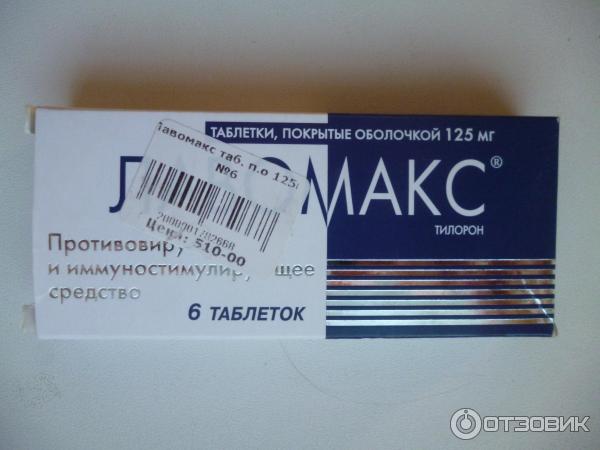 ТАБЛЕТКИ, ПОКРЫТЫЕ ОБОЛОЧКОЙ 125 МГ
Лавомакс таб. п.о 125
№6
Цена: 510-00
МАКС®
ТИЛОРОН
Противовир
и иммуностимулир ющее
средство
6 ТАБЛЕТОК
ОТЗОВИК